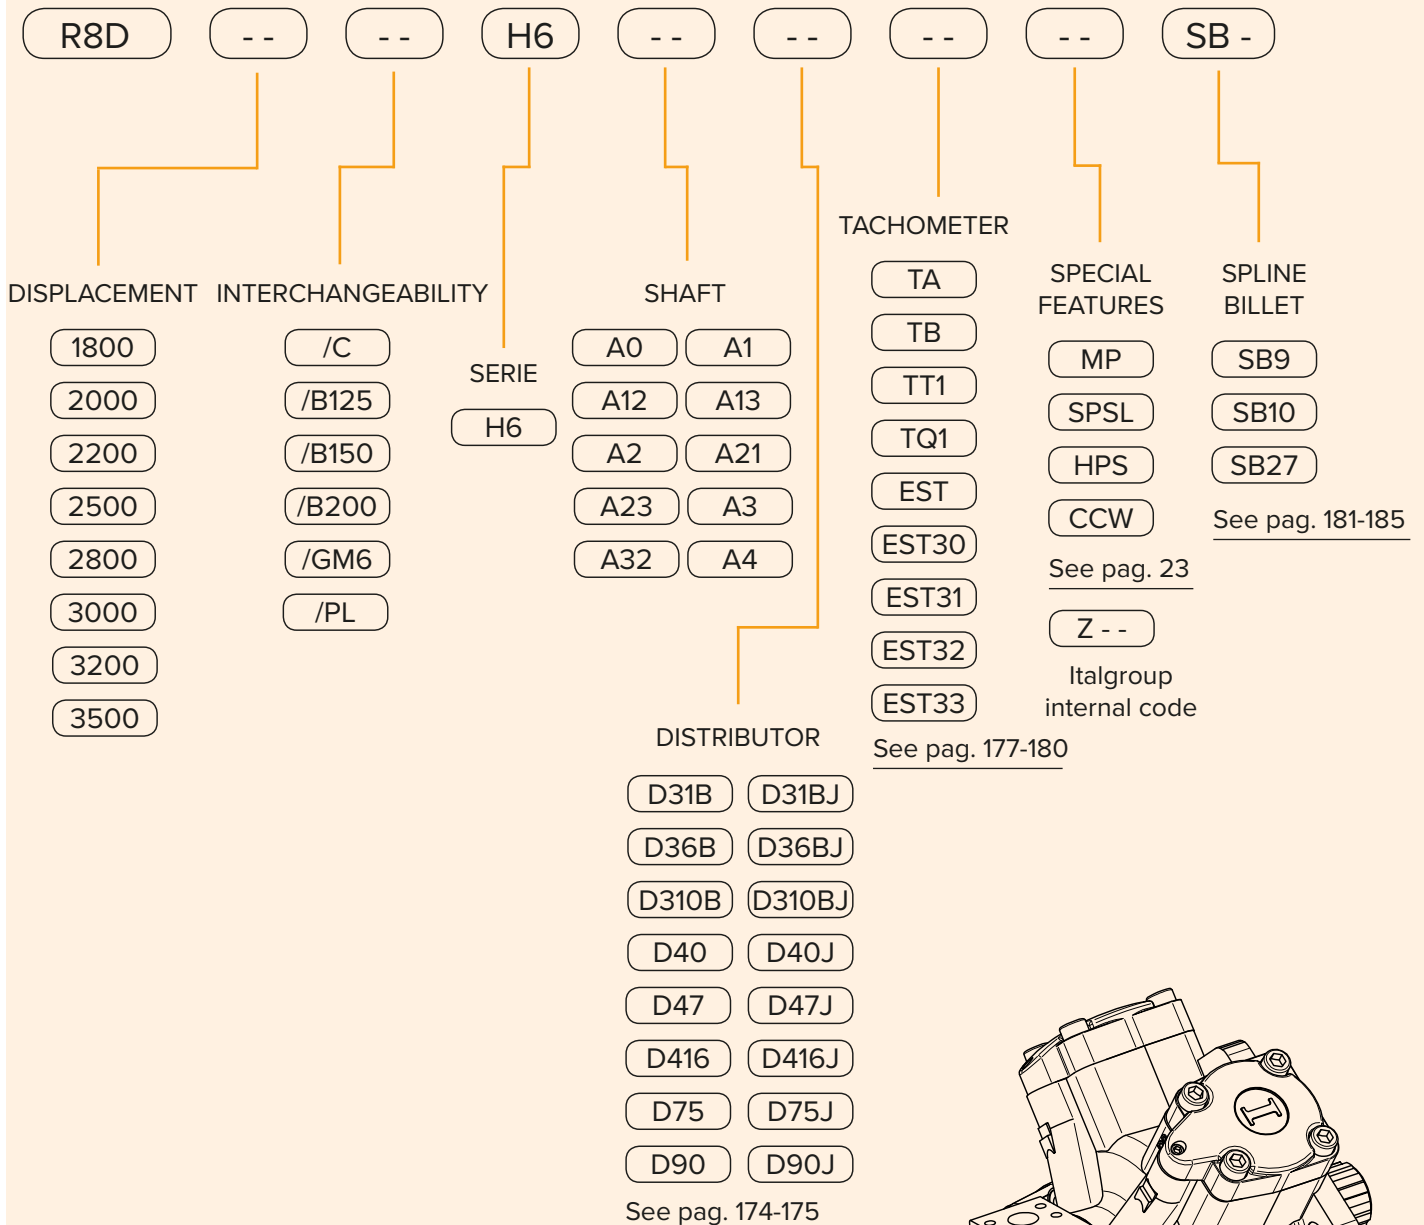 R8D -- -- H6 -- -- -- -- SB -
TACHOMETER
TA
TB
TT1
TQ1
EST
EST30
EST31
EST32
EST33
See pag. 177-180
DISPLACEMENT
1800
2000
2200
2500
2800
3000
3200
3500
INTERCHANGEABILITY
/C
/B125
/B150
/B200
/GM6
/PL
SERIE
H6
SHAFT
A0 A1
A12 A13
A2 A21
A23 A3
A32 A4
SPECIAL
FEATURES
MP
SPSL
HPS
CCW
See pag. 23
Z - -
Italgroup
internal code
SPLINE
BILLET
SB9
SB10
SB27
See pag. 181-185
DISTRIBUTOR
D31B D31BJ
D36B D36BJ
D310B D310BJ
D40 D40J
D47 D47J
D416 D416J
D75 D75J
D90 D90J
See pag. 174-175
I